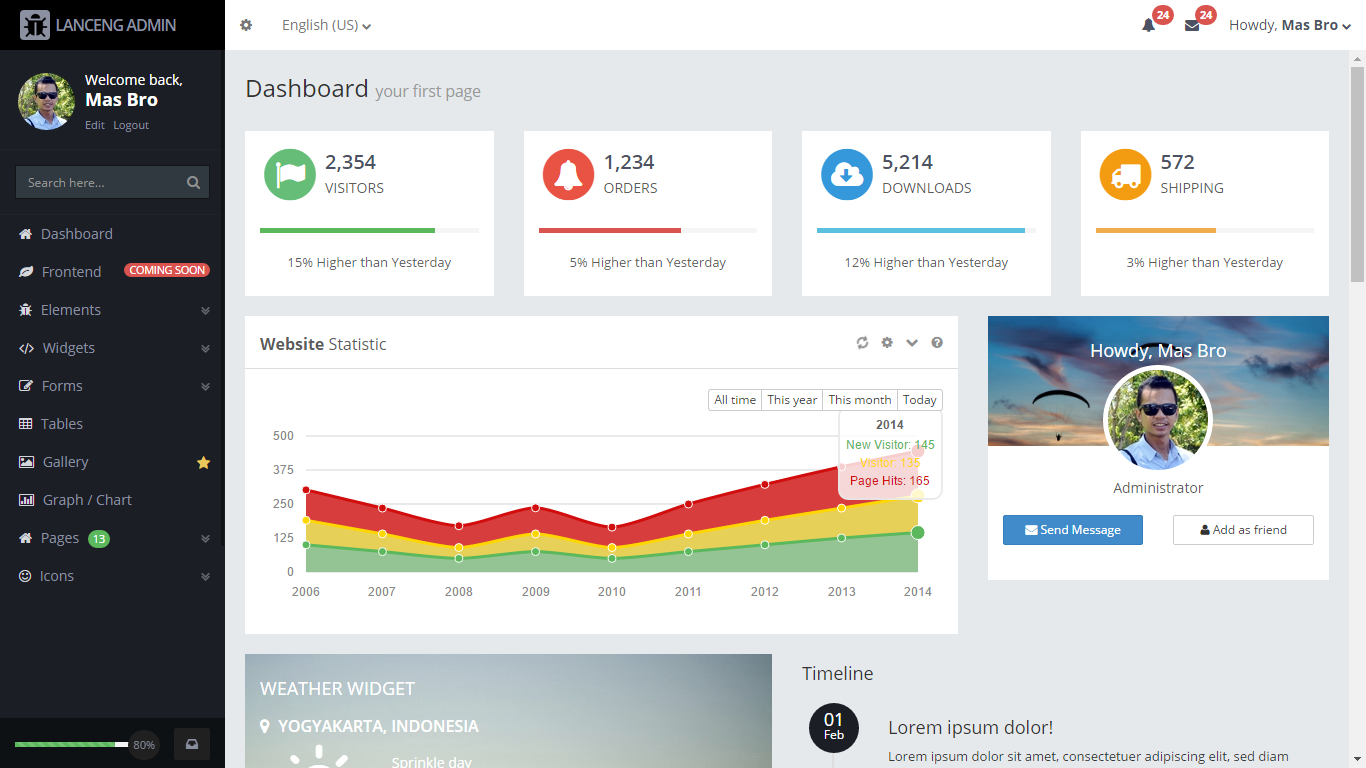 LANCENG ADMIN
English (US)
24
24
Howdy, Mas Bro
Welcome back,
Mas Bro
Edit Logout
Search here...
Dashboard
Frontend COMING SOON
Elements
Widgets
Forms
Tables
Gallery
Graph / Chart
Pages 13
Icons
80%
Dashboard your first page
2,354
VISITORS
15% Higher than Yesterday
1,234
ORDERS
5% Higher than Yesterday
5,214
DOWNLOADS
12% Higher than Yesterday
572
SHIPPING
3% Higher than Yesterday
Website Statistic
All time This year This month Today
2014
New Visitor: 145
Visitor: 135
Page Hits: 165
500
375
250
125
0
2006 2007 2008 2009 2010 2011 2012 2013 2014
Howdy, Mas Bro
Administrator
Send Message Add as friend
WEATHER WIDGET
YOGYAKARTA, INDONESIA
Sprinkle day
Timeline
01
Feb
Lorem ipsum dolor!
Lorem ipsum dolor sit amet, consectetuer adipiscing elit, sed diam